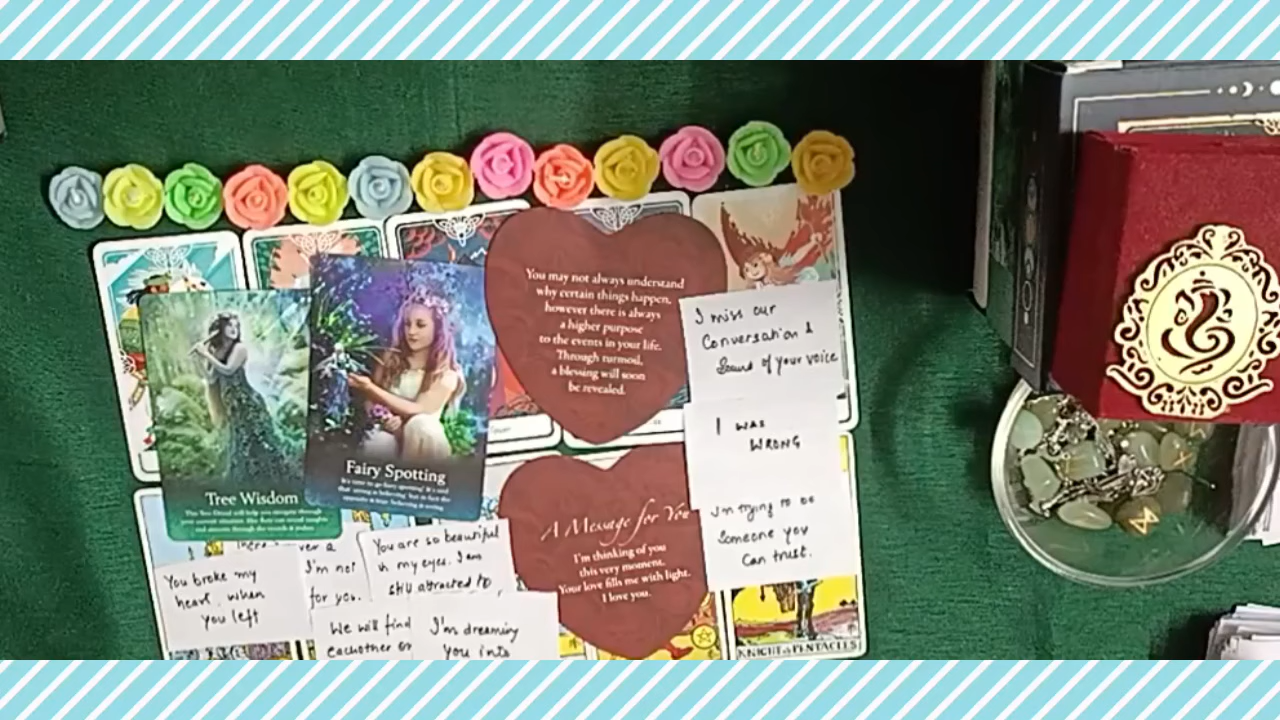 You may not always understand
why certain things happen,
however there is always
a higher purpose
to the events in your life.
Through turmoil,
a blessing will soon
be revealed.
I miss our
Conversation &
Sound of your voice
I WAS
WRONG
I'm trying to be
Someone you
Can trust.
Tree Wisdom
Fairy Spotting
A Message for You
I'm thinking of you
this very moment.
Your love fills me with light.
I love you.
You broke my
heart, when
you left
I'm not
for you.
You are so beautiful
in my eyes. I am
still attracted to
We will find
eachother
I'm dreaming
you into
KNIGHT of PENTACLES